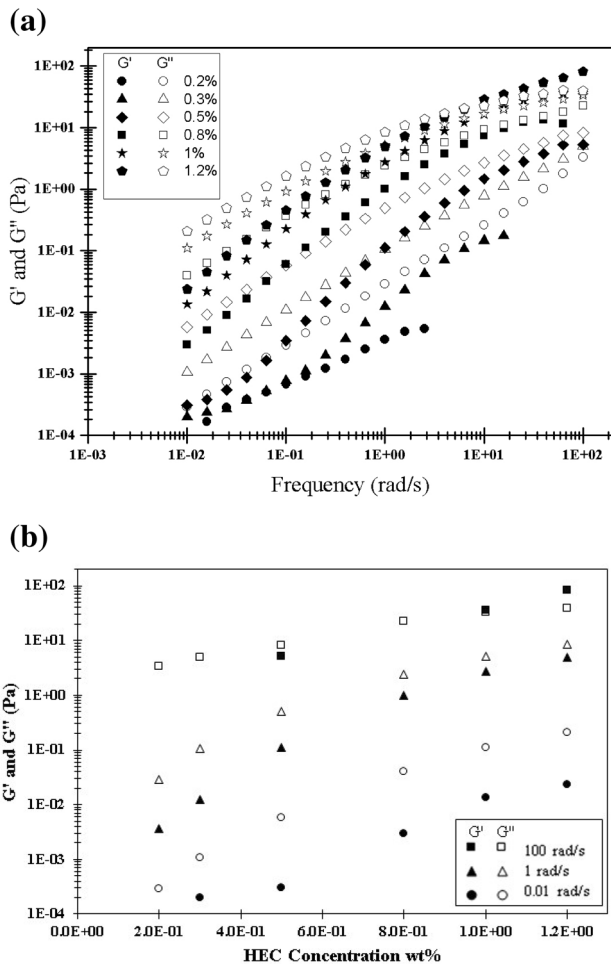 (a)
G' G"
0.2%
0.3%
0.5%
0.8%
1%
1.2%
1E+02
1E+01
1E+00
1E-01
1E-02
1E-03
1E-04
G' and G" (Pa)
1E-03 1E-02 1E-01 1E+00 1E+01 1E+02
Frequency (rad/s)
(b)
1E+02
1E+01
1E+00
1E-01
1E-02
1E-03
1E-04
G' and G" (Pa)
G' G"
100 rad/s
1 rad/s
0.01 rad/s
0.0E+00 2.0E-01 4.0E-01 6.0E-01 8.0E-01 1.0E+00 1.2E+00
HEC Concentration wt%